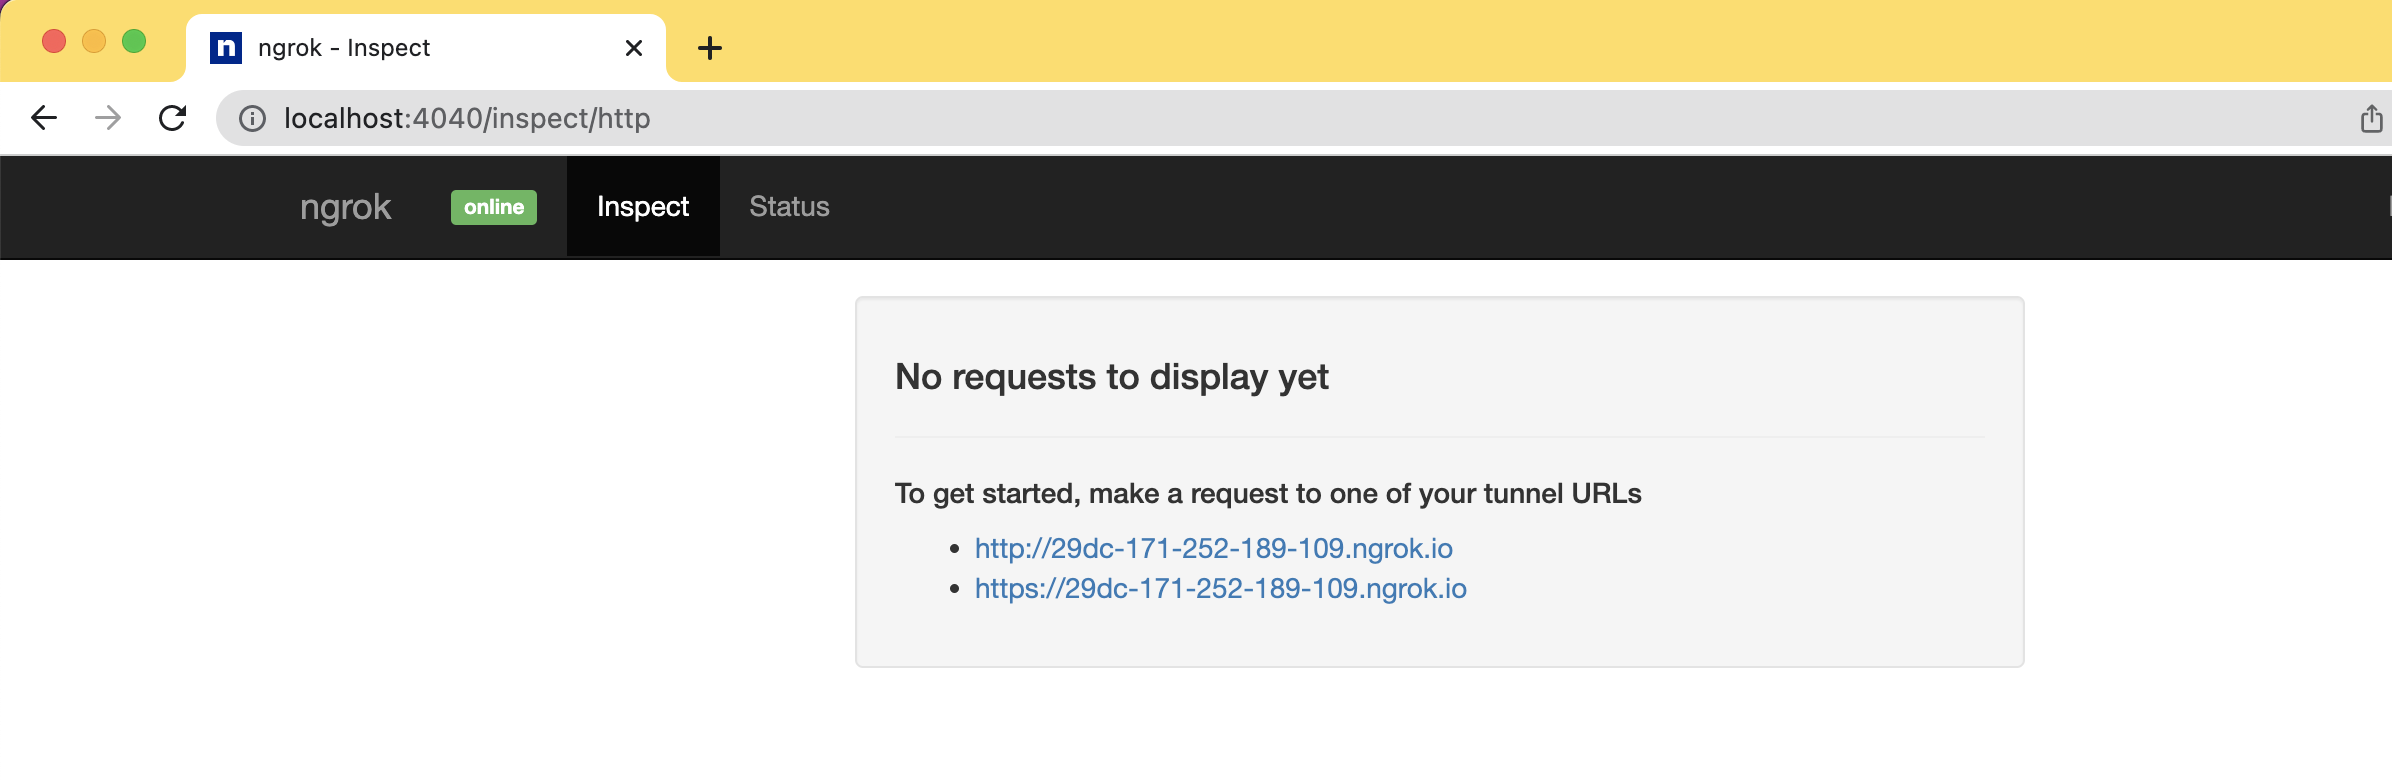 n ngrok - Inspect
localhost:4040/inspect/http
ngrok online Inspect Status
No requests to display yet
To get started, make a request to one of your tunnel URLs
• http://29dc-171-252-189-109.ngrok.io
• https://29dc-171-252-189-109.ngrok.io